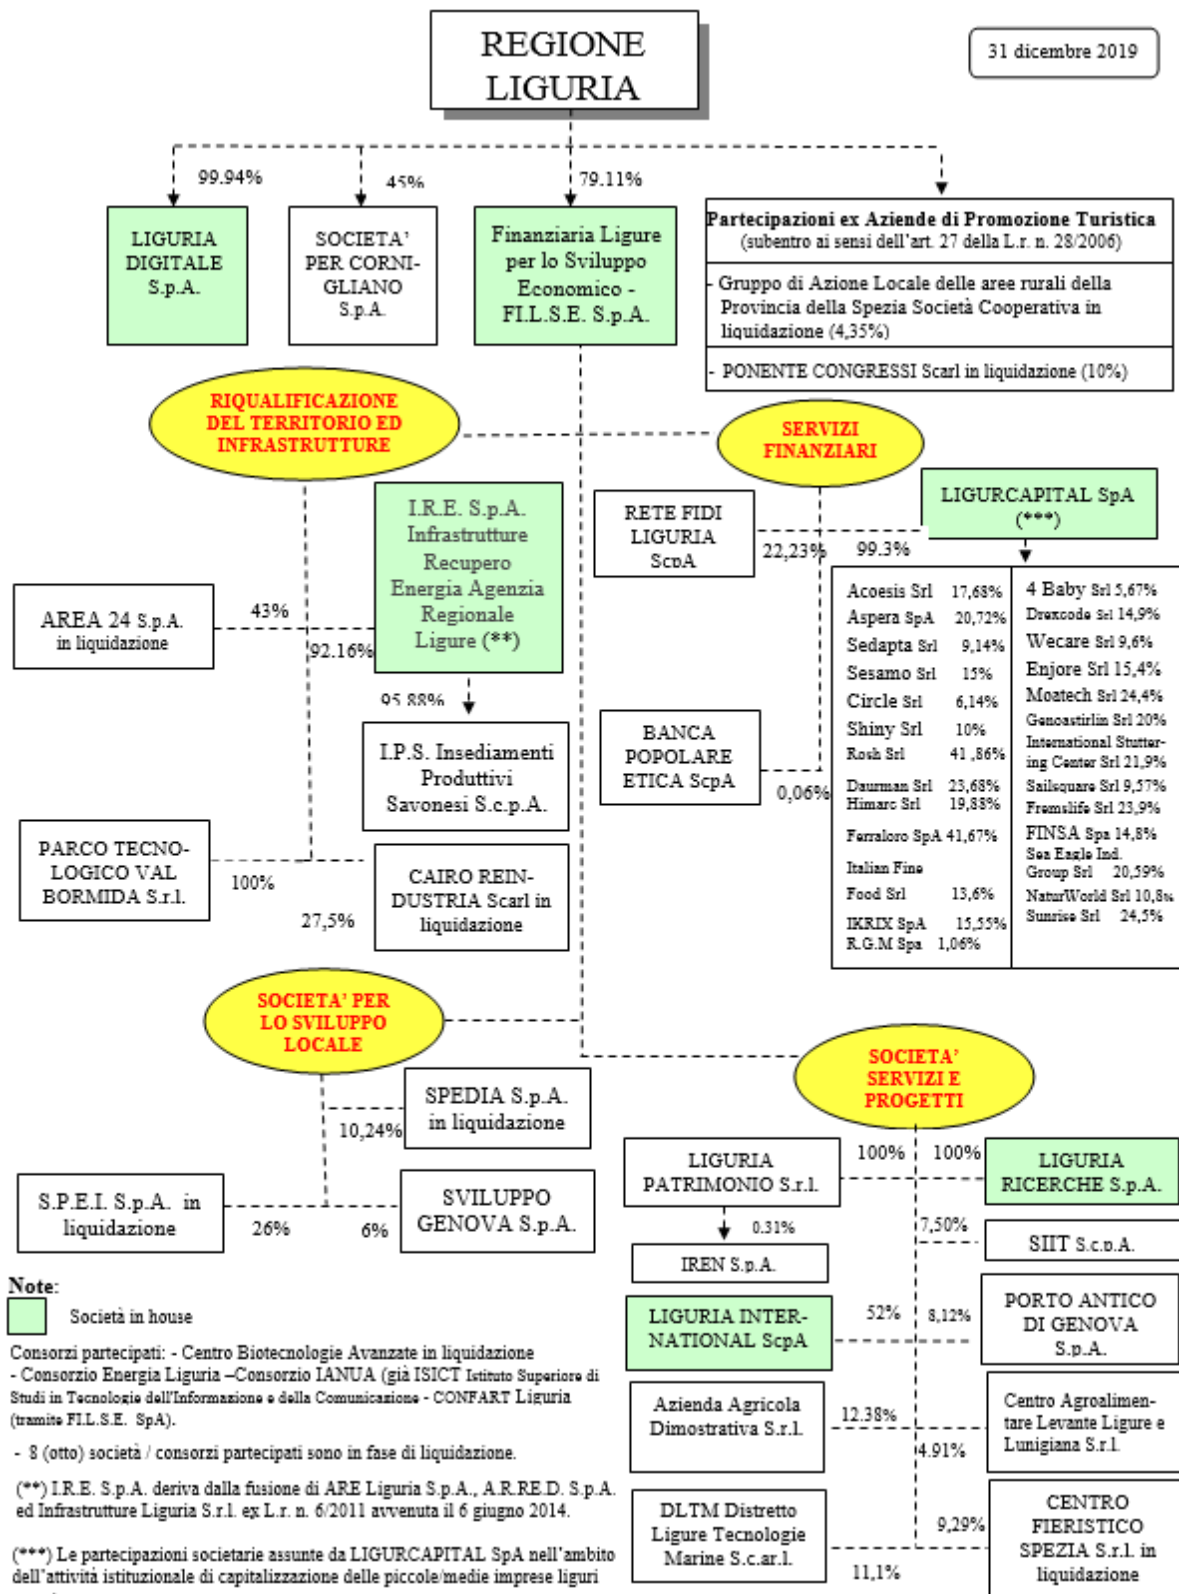 REGIONE
LIGURIA
31 dicembre 2019
99.94%
45%
79.11%
LIGURIA
DIGITALE
S.p.A.
SOCIETA'
PER CORNI-
GLIANO
S.p.A.
Finanziaria Ligure
per lo Sviluppo
Economico -
FI.L.S.E. S.p.A.
Partecipazioni ex Aziende di Promozione Turistica
(subentro ai sensi dell'art. 27 della L.r. n. 28/2006)
- Gruppo di Azione Locale delle aree rurali della
Provincia della Spezia Società Cooperativa in
liquidazione (4,35%)
- PONENTE CONGRESSI Scarl in liquidazione (10%)
RIQUALIFICAZIONE
DEL TERRITORIO ED
INFRASTRUTTURE
SERVIZI
FINANZIARI
I.R.E. S.p.A.
Infrastrutture
Recupero
Energia Agenzia
Regionale
Ligure (**)
RETE FIDI
LIGURIA
ScpA
22,23%
99.3%
LIGURCAPITAL SpA
(***)
AREA 24 S.p.A.
in liquidazione
43%
92.16%
95.88%
I.P.S. Insediamenti
Produttivi
Savonesi S.c.p.A.
BANCA
POPOLARE
ETICA ScpA
0,06%
Acoesis Srl 17,68%
Aspera SpA 20,72%
Sedapta Srl 9,14%
Sesamo Srl 15%
Circle Srl 6,14%
Shiny Srl 10%
Rosh Srl 41,86%
Daurman Srl 23,68%
Himarc Srl 19,88%
Ferraloro SpA 41,67%
Italian Fine
Food Srl 13,6%
IKRIX SpA 15,55%
R.G.M Spa 1,06%
4 Baby Srl 5,67%
Drexcode Srl 14,9%
Wecare Srl 9,6%
Enjore Srl 15,4%
Moatech Srl 24,4%
Genoastirlin Srl 20%
International Stutter-
ing Center Srl 21,9%
Sailsquare Srl 9,57%
Fremslife Srl 23,9%
FINSA Spa 14,8%
Sea Eagle Ind.
Group Srl 20,59%
NaturWorld Srl 10,8%
Sunrise Srl 24,5%
PARCO TECNO-
LOGICO VAL
BORMIDA S.r.l.
100%
27,5%
CAIRO REIN-
DUSTRIA Scarl in
liquidazione
SOCIETA' PER
LO SVILUPPO
LOCALE
SOCIETA'
SERVIZI E
PROGETTI
SPEDIA S.p.A.
in liquidazione
10,24%
S.P.E.I. S.p.A. in
liquidazione
26%
6%
SVILUPPO
GENOVA S.p.A.
LIGURIA
PATRIMONIO S.r.l.
100%
100%
LIGURIA
RICERCHE S.p.A.
0.31%
7,50%
IREN S.p.A.
SIIT S.c.p.A.
LIGURIA INTER-
NATIONAL ScpA
52%
8,12%
PORTO ANTICO
DI GENOVA
S.p.A.
Azienda Agricola
Dimostrativa S.r.l.
12.38%
4.91%
Centro Agroalimen-
tare Levante Ligure e
Lunigiana S.r.l.
DLTM Distretto
Ligure Tecnologie
Marine S.c.ar.l.
11,1%
9,29%
CENTRO
FIERISTICO
SPEZIA S.r.l. in
liquidazione
Note:
Società in house
Consorzi partecipati: - Centro Biotecnologie Avanzate in liquidazione
- Consorzio Energia Liguria –Consorzio IANUA (già ISICT Istituto Superiore di
Studi in Tecnologie dell'Informazione e della Comunicazione - CONFART Liguria
(tramite FI.L.S.E. SpA).
- 8 (otto) società / consorzi partecipati sono in fase di liquidazione.
(**) I.R.E. S.p.A. deriva dalla fusione di ARE Liguria S.p.A., A.R.RE.D. S.p.A.
ed Infrastrutture Liguria S.r.l. ex L.r. n. 6/2011 avvenuta il 6 giugno 2014.
(***) Le partecipazioni societarie assunte da LIGURCAPITAL SpA nell'ambito
dell'attività istituzionale di capitalizzazione delle piccole/medie imprese liguri